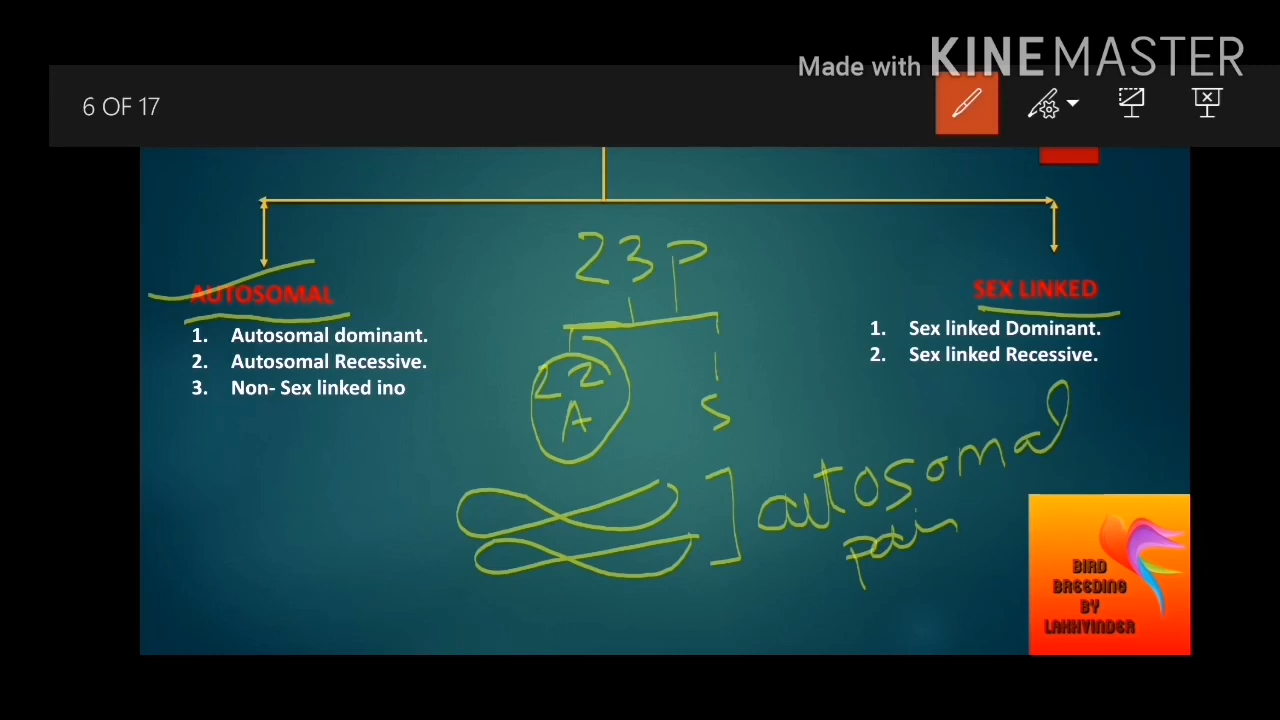 Made with KINEMASTER
6 OF 17
23P
AUTOSOMAL
SEX LINKED
1. Autosomal dominant.
2. Autosomal Recessive.
3. Non- Sex linked ino
1. Sex linked Dominant.
2. Sex linked Recessive.
22
A
S
autosomal
pair
BIRD
BREEDING
BY
LAKHVINDER